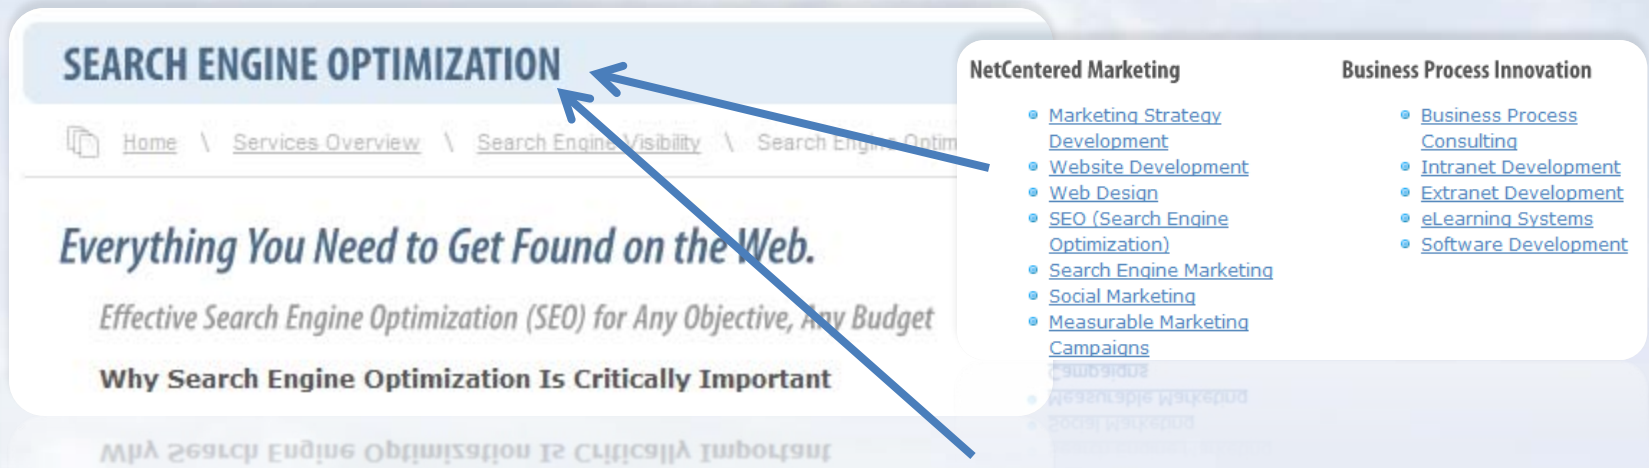 SEARCH ENGINE OPTIMIZATION
Home \ Services Overview \ Search Engine Visibility \ Search Engine Optim
Everything You Need to Get Found on the Web.
Effective Search Engine Optimization (SEO) for Any Objective, Any Budget
Why Search Engine Optimization Is Critically Important
NetCentered Marketing
Marketing Strategy
Development
Website Development
Web Design
SEO (Search Engine
Optimization)
Search Engine Marketing
Social Marketing
Measurable Marketing
Campaigns
Business Process Innovation
Business Process
Consulting
Intranet Development
Extranet Development
eLearning Systems
Software Development